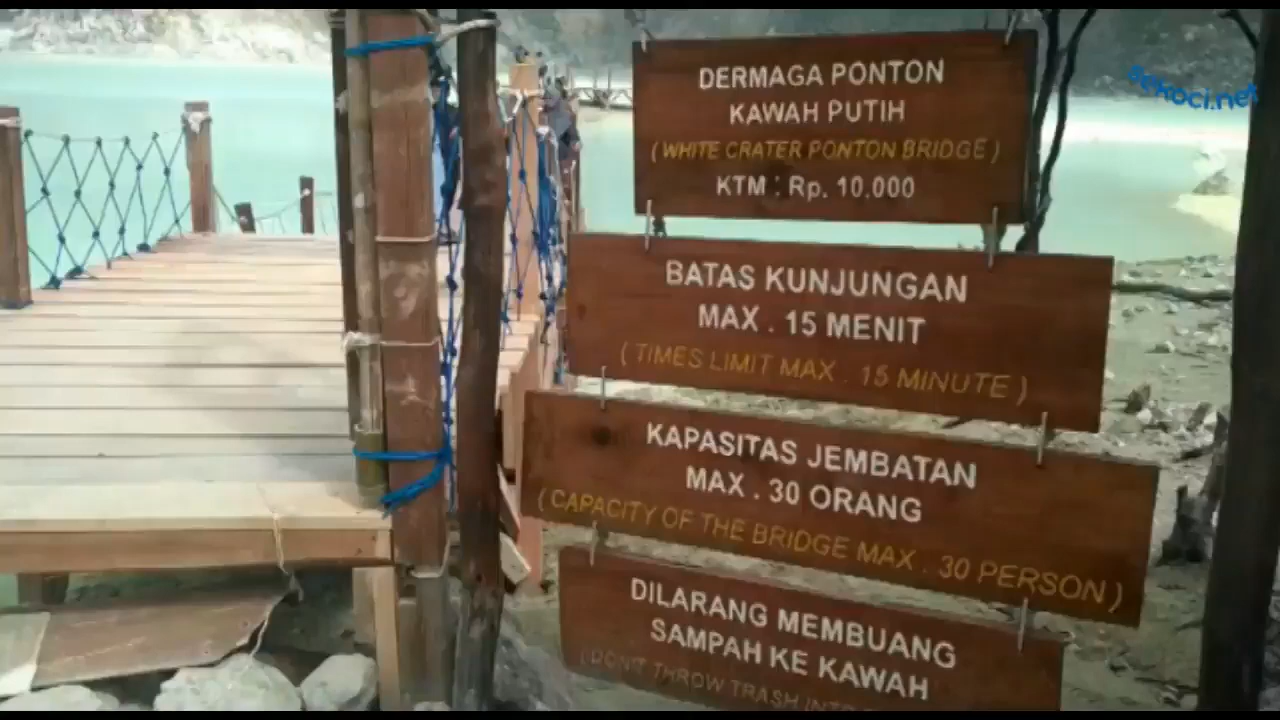 DERMAGA PONTON
KAWAH PUTIH
(WHITE CRATER PONTON BRIDGE)
KTM : Rp. 10,000
BATAS KUNJUNGAN
MAX . 15 MENIT
(TIMES LIMIT MAX . 15 MINUTE)
KAPASITAS JEMBATAN
MAX . 30 ORANG
(CAPACITY OF THE BRIDGE MAX . 30 PERSON)
DILARANG MEMBUANG
SAMPAH KE KAWAH
(DON'T THROW TRASH INTO